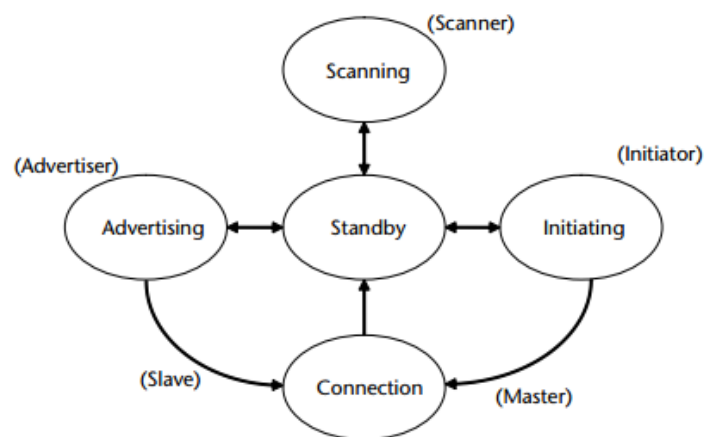 (Scanner)
Scanning
(Advertiser)
(Initiator)
Advertising
Standby
Initiating
(Slave)
Connection
(Master)